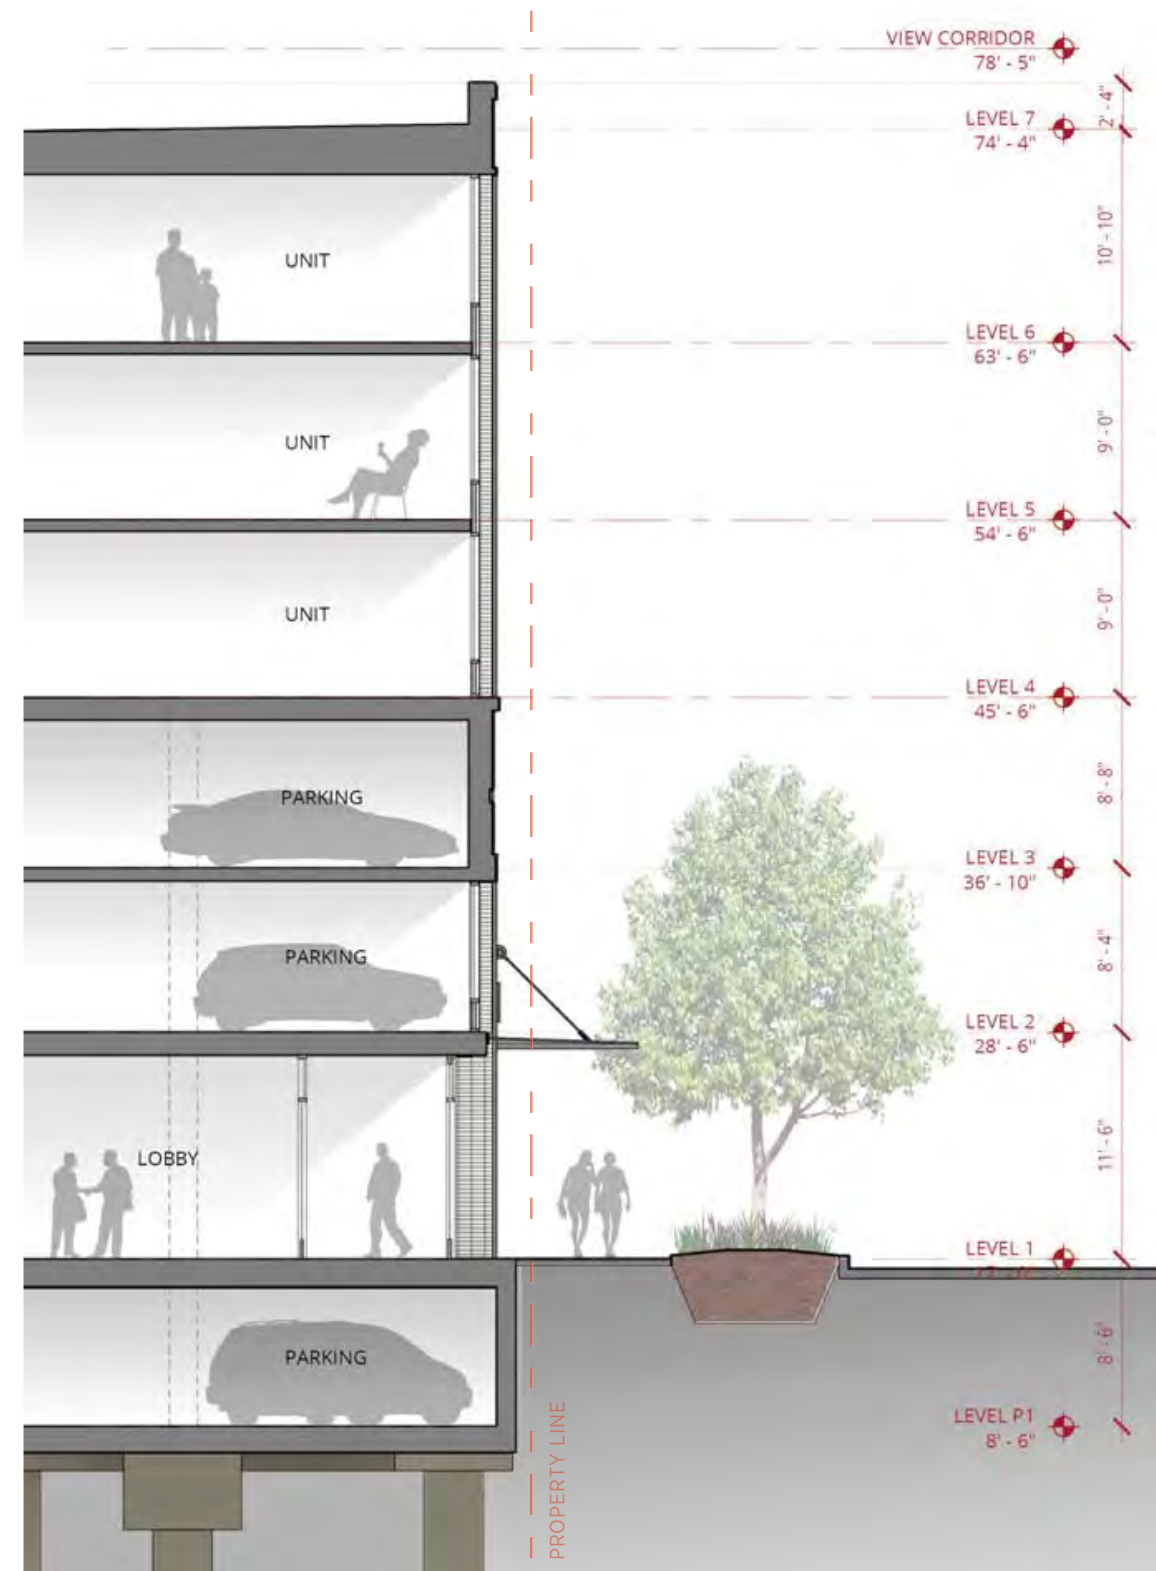 VIEW CORRIDOR
78' - 5"
2' - 4"
LEVEL 7
74' - 4"
10' - 10"
UNIT
LEVEL 6
63' - 6"
9' - 0"
UNIT
LEVEL 5
54' - 6"
9' - 0"
UNIT
LEVEL 4
45' - 6"
8' - 8"
PARKING
LEVEL 3
36' - 10"
8' - 4"
PARKING
LEVEL 2
28' - 6"
11' - 6"
LOBBY
LEVEL 1
8' - 6"
PARKING
LEVEL P1
8' - 6"
PROPERTY LINE